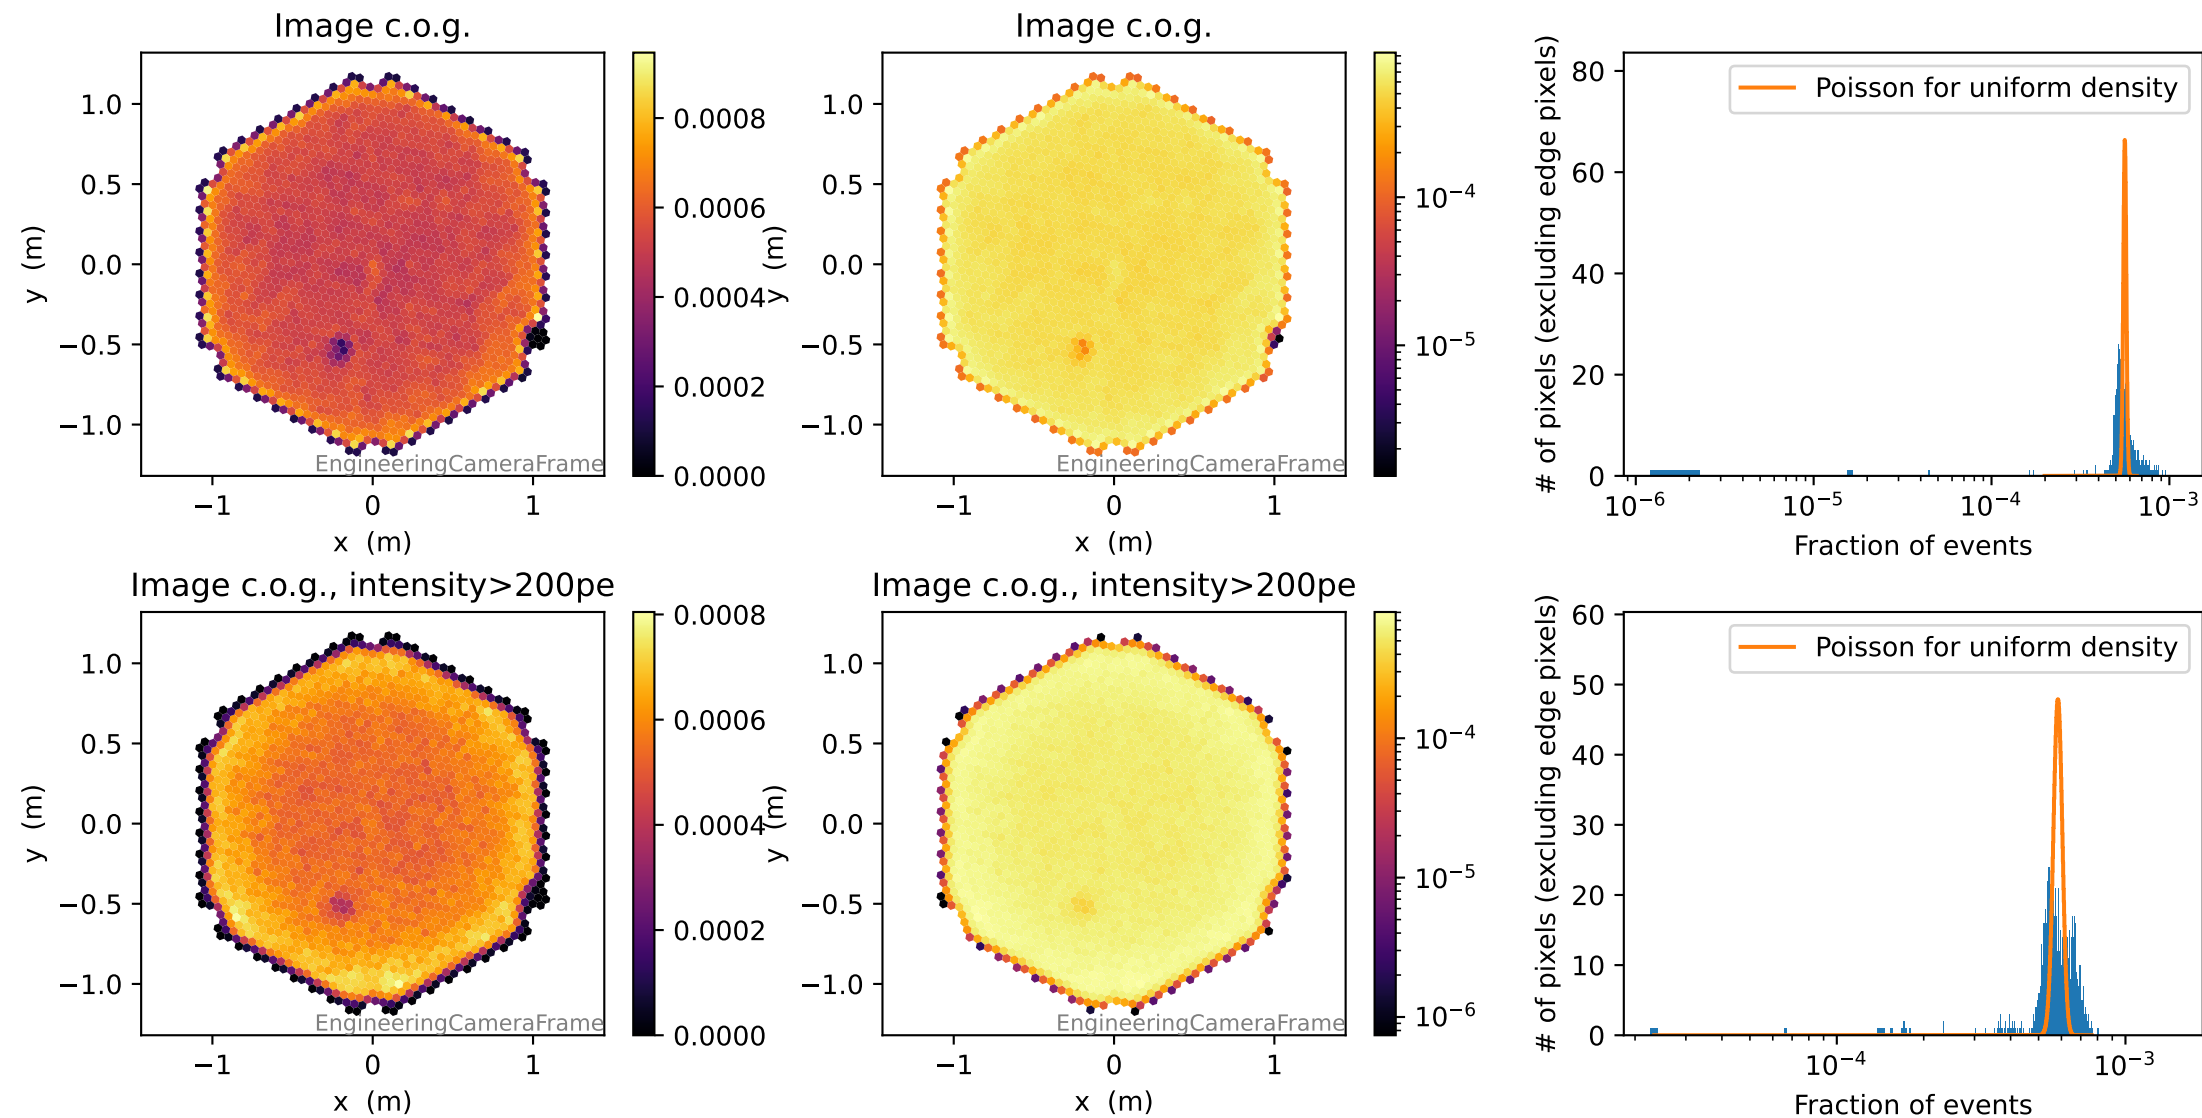 Image c.o.g.
1.0
0.5
0.0
−0.5
−1.0
y (m)
−1
0
1
x (m)
EngineeringCameraFrame
0.0008
0.0006
0.0004
0.0002
0.0000
Image c.o.g.
1.0
0.5
0.0
−0.5
−1.0
y (m)
−1
0
1
x (m)
EngineeringCameraFrame
10⁻⁴
10⁻⁵
# of pixels (excluding edge pixels)
80
60
40
20
0
Poisson for uniform density
10⁻⁶
10⁻⁵
10⁻⁴
10⁻³
Fraction of events
Image c.o.g., intensity>200pe
1.0
0.5
0.0
−0.5
−1.0
y (m)
−1
0
1
x (m)
EngineeringCameraFrame
0.0008
0.0006
0.0004
0.0002
0.0000
Image c.o.g., intensity>200pe
1.0
0.5
0.0
−0.5
−1.0
y (m)
−1
0
1
x (m)
EngineeringCameraFrame
10⁻⁴
10⁻⁵
10⁻⁶
# of pixels (excluding edge pixels)
60
50
40
30
20
10
0
Poisson for uniform density
10⁻⁴
10⁻³
Fraction of events